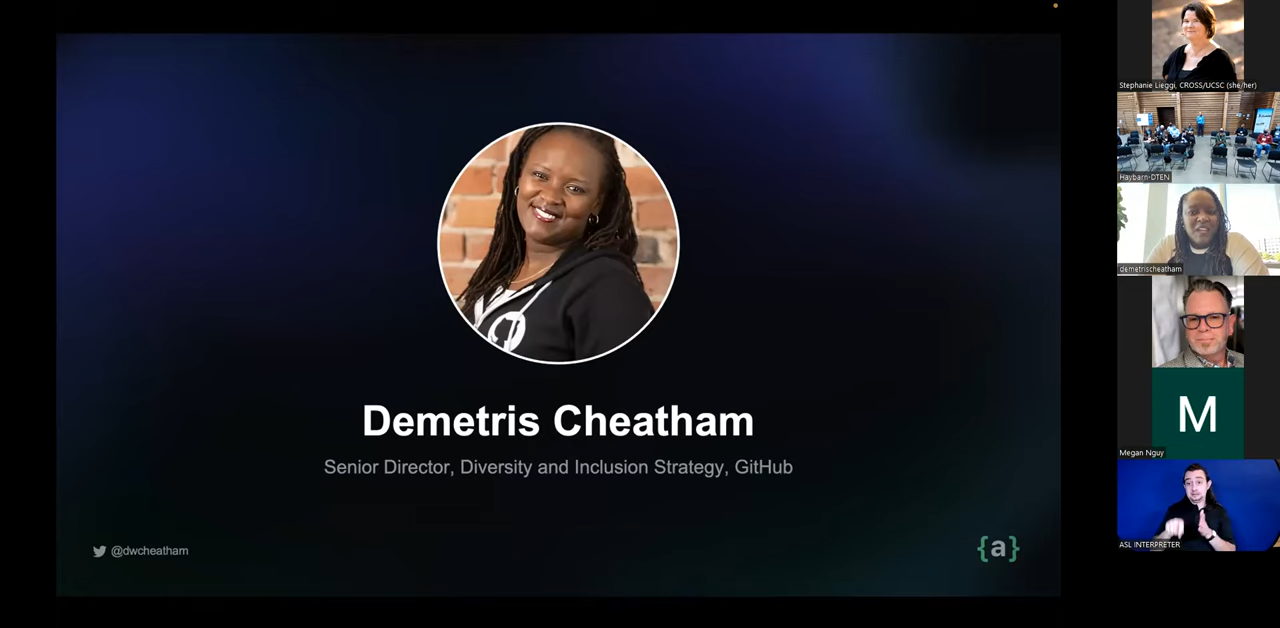 Demetris Cheatham
Senior Director, Diversity and Inclusion Strategy, GitHub
@dwcheatham
{a}
Stephanie Lieggi, CROSS/UCSC (she/her)
Haybarn-DTEN
demetrischeatham
M
Megan Nguy
ASL INTERPRETER